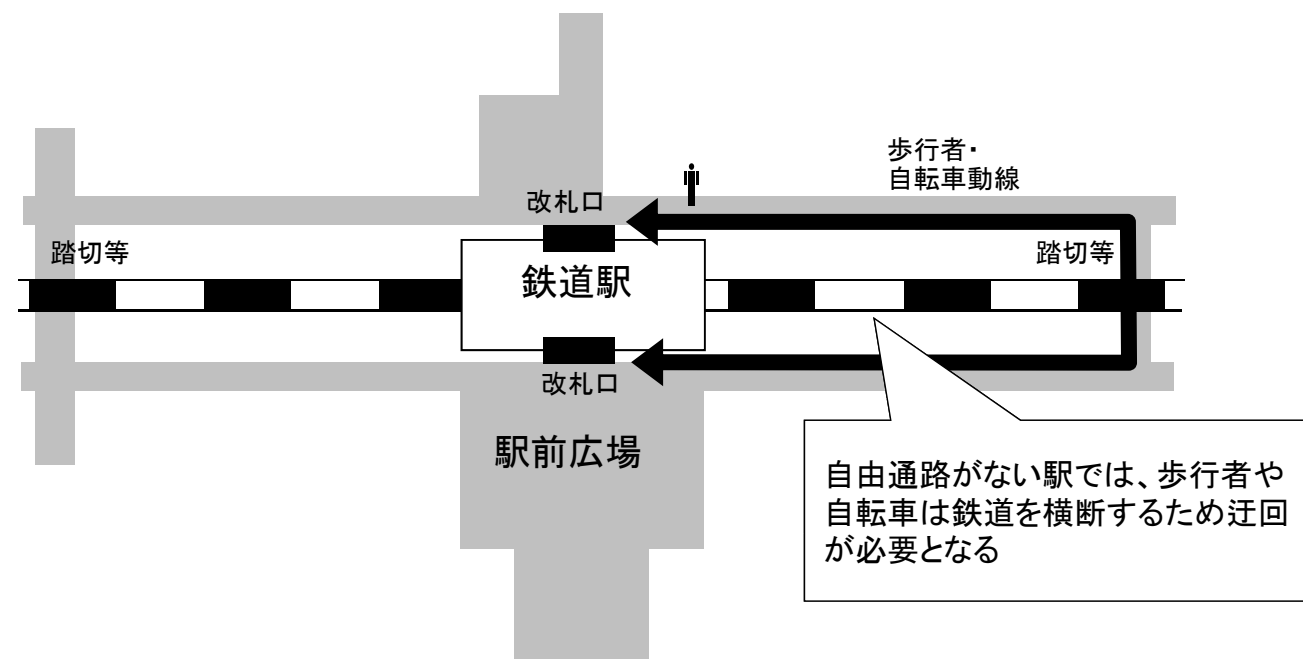 歩行者・
自転車動線
改札口
踏切等
踏切等
鉄道駅
改札口
駅前広場
自由通路がない駅では、歩行者や
自転車は鉄道を横断するため迂回
が必要となる